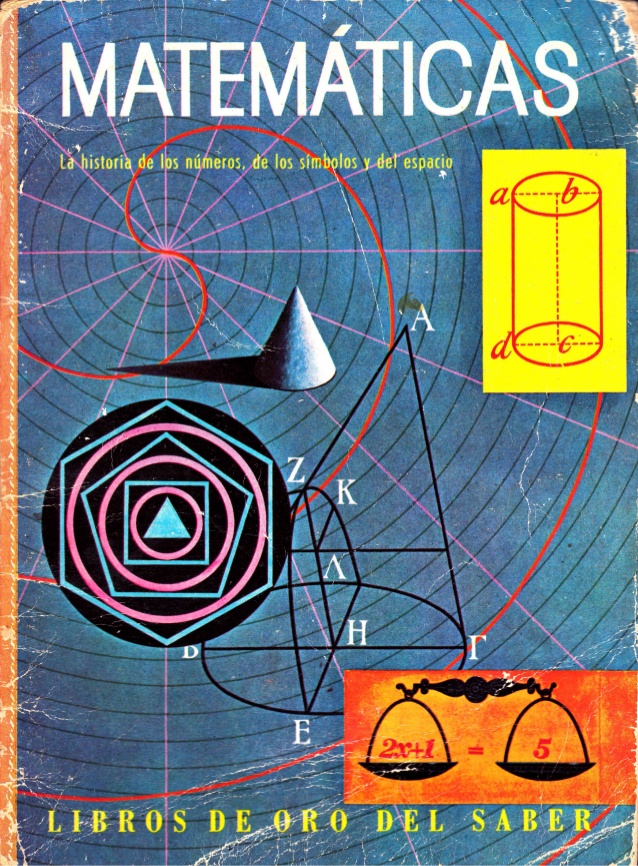 MATEMÁTICAS
La historia de los números, de los símbolos y del espacio
a b
d c
A
Z
K
Λ
B H Γ
E
2x+1 = 5
LIBROS DE ORO DEL SABER